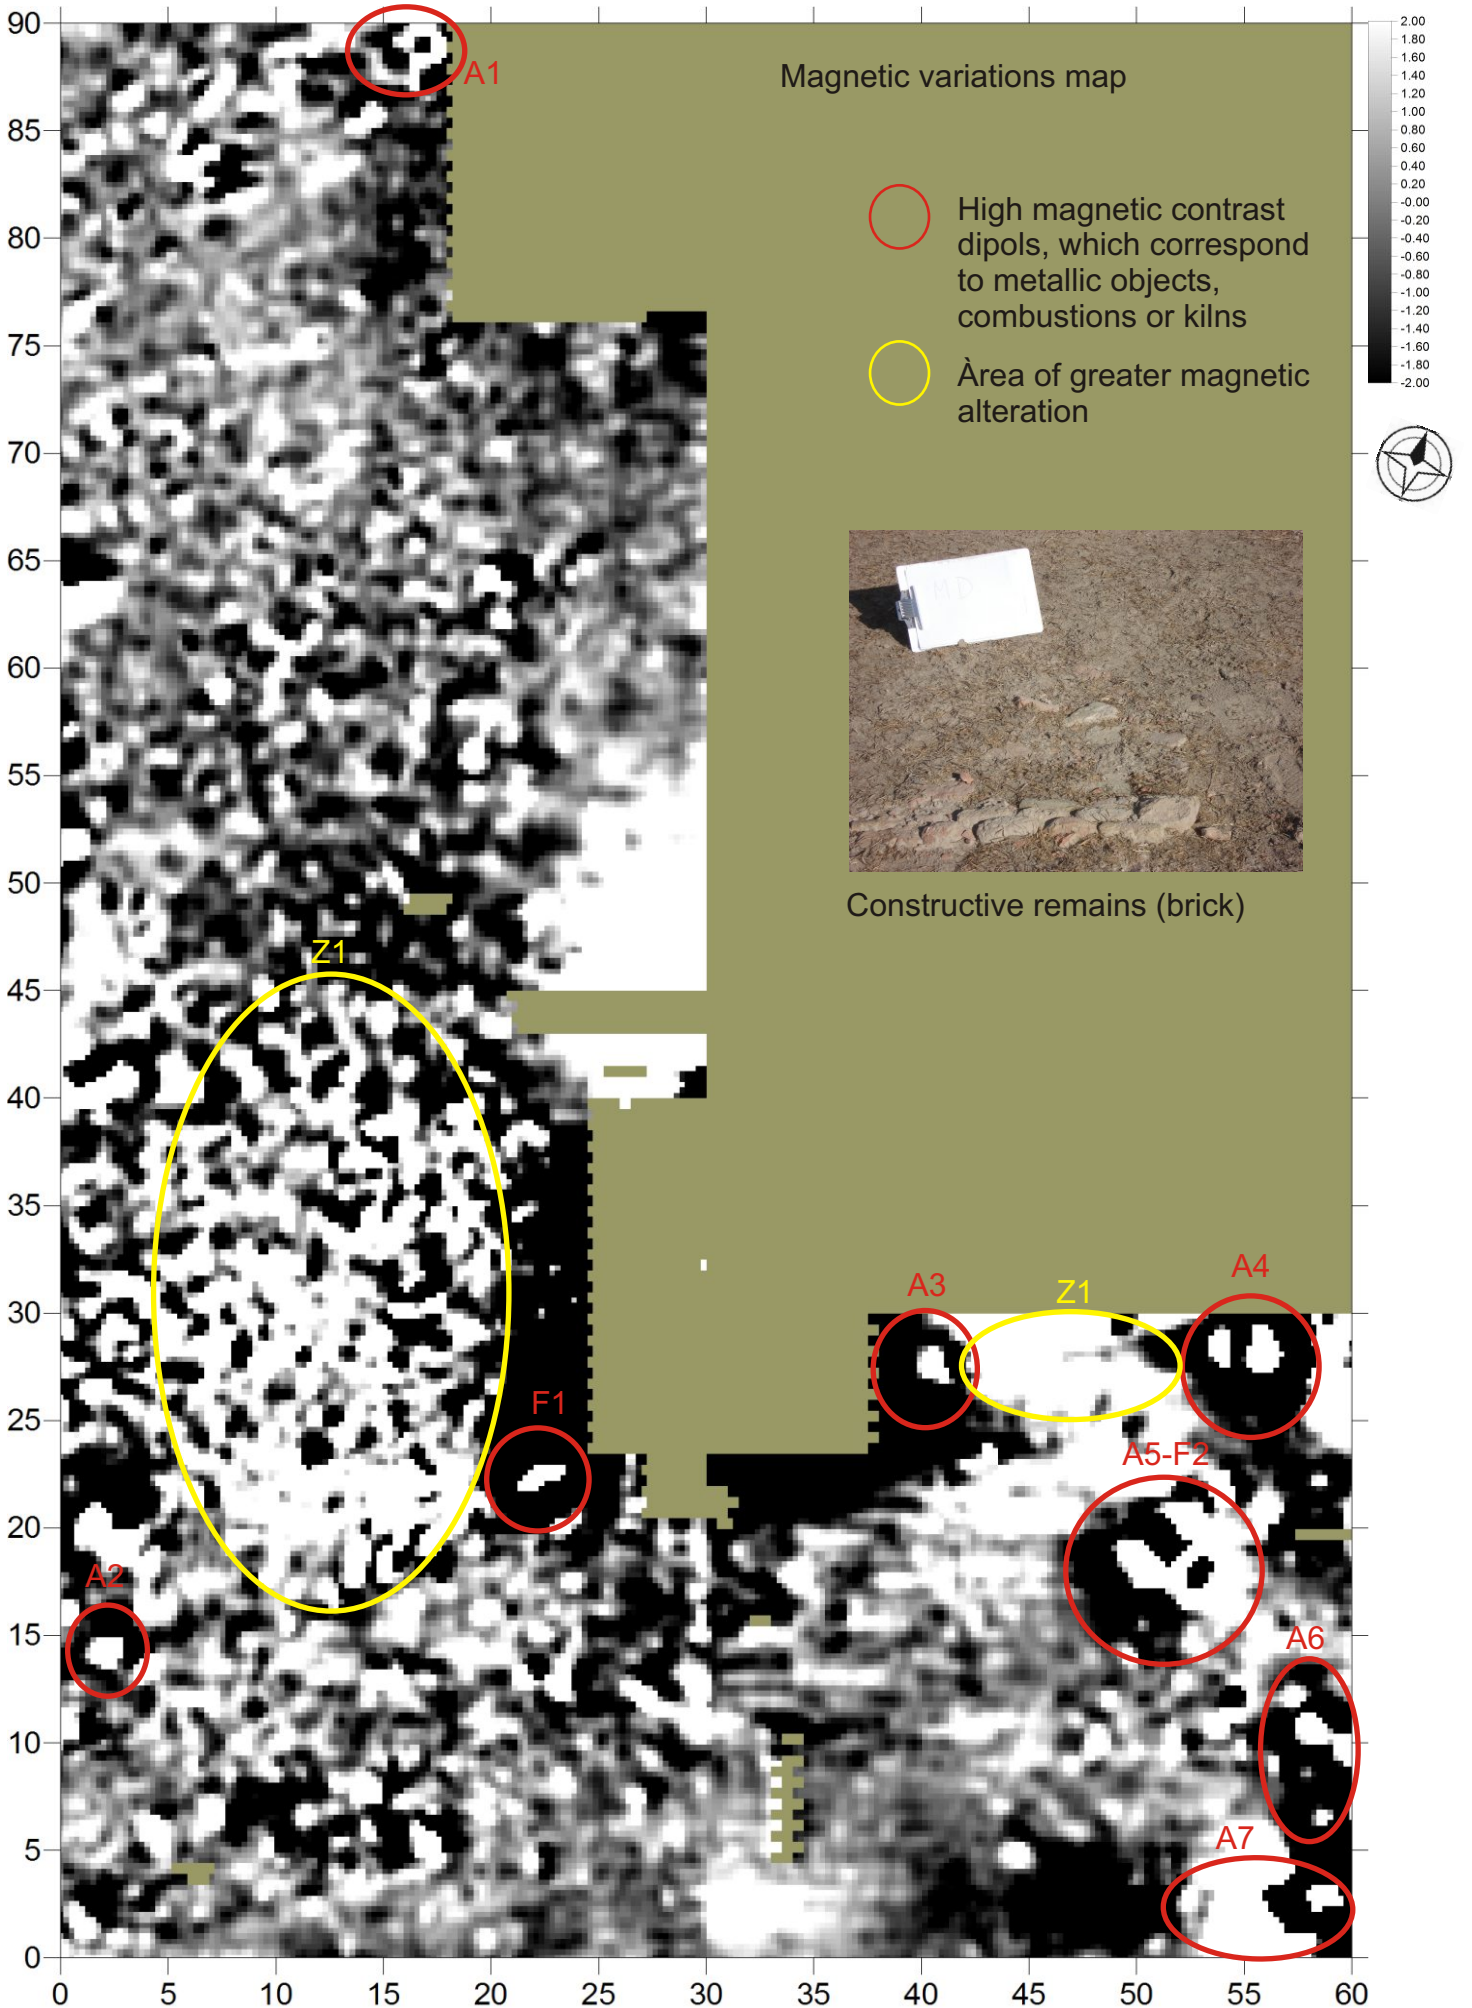 90
85
80
75
70
65
60
55
50
45
40
35
30
25
20
15
10
5
0
0 5 10 15 20 25 30 35 40 45 50 55 60
A1
Magnetic variations map
High magnetic contrast
dipols, which correspond
to metallic objects,
combustions or kilns
Àrea of greater magnetic
alteration
2.00
1.80
1.60
1.40
1.20
1.00
0.80
0.60
0.40
0.20
-0.00
-0.20
-0.40
-0.60
-0.80
-1.00
-1.20
-1.40
-1.60
-1.80
-2.00
MD
Constructive remains (brick)
Z1
A3
Z1
A4
F1
A5-F2
A2
A6
A7